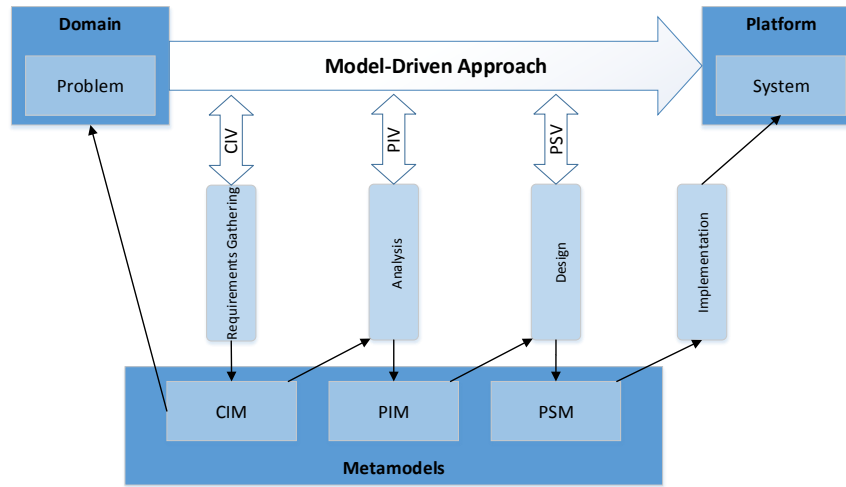 Domain
Platform
Problem
Model-Driven Approach
System
CIV
PIV
PSV
Requirements Gathering
Analysis
Design
Implementation
CIM
PIM
PSM
Metamodels